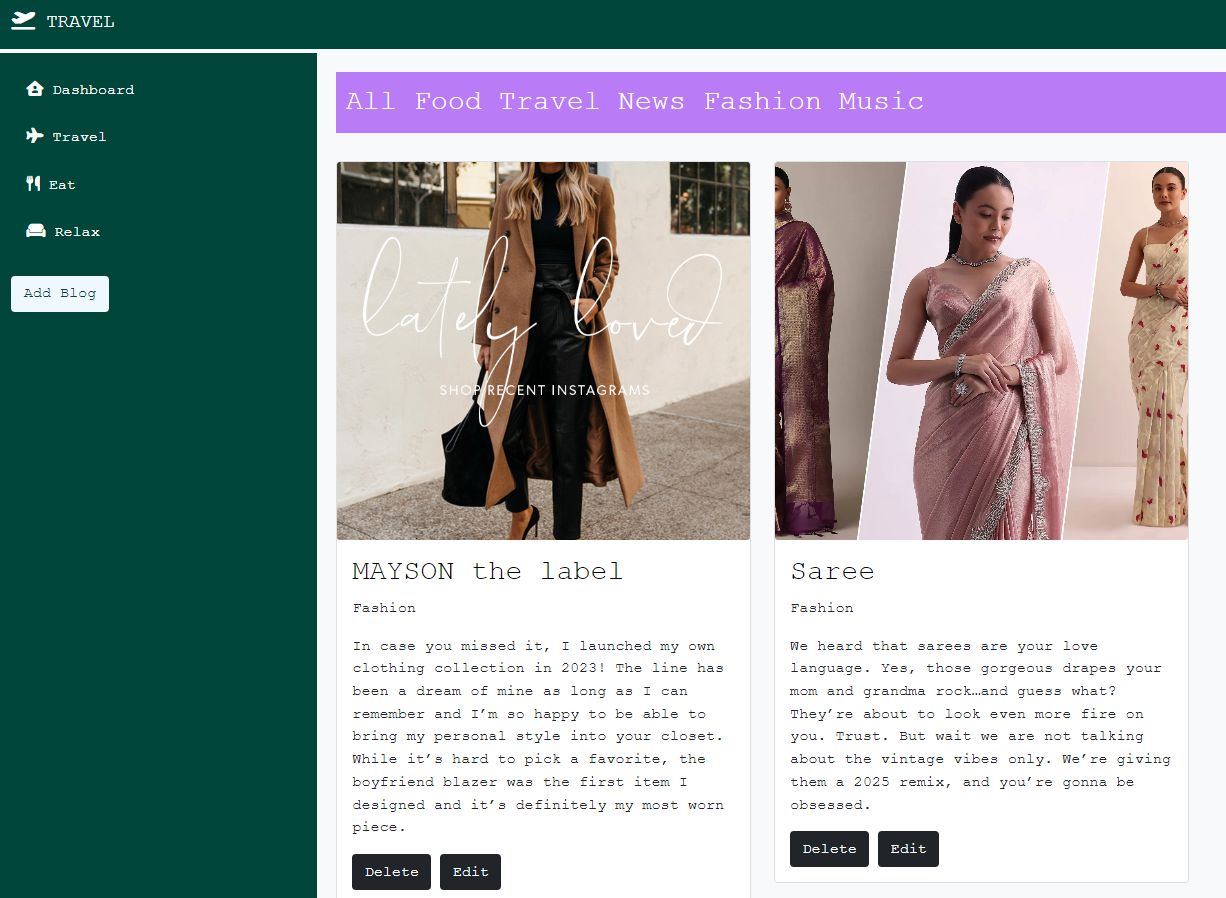 TRAVEL
Dashboard
Travel
Eat
Relax
Add Blog
All Food Travel News Fashion Music
lately loved
SHOP RECENT INSTAGRAMS
MAYSON the label
Fashion
In case you missed it, I launched my own
clothing collection in 2023! The line has
been a dream of mine as long as I can
remember and I’m so happy to be able to
bring my personal style into your closet.
While it’s hard to pick a favorite, the
boyfriend blazer was the first item I
designed and it’s definitely my most worn
piece.
Delete Edit
Saree
Fashion
We heard that sarees are your love
language. Yes, those gorgeous drapes your
mom and grandma rock…and guess what?
They’re about to look even more fire on
you. Trust. But wait we are not talking
about the vintage vibes only. We’re giving
them a 2025 remix, and you’re gonna be
obsessed.
Delete Edit